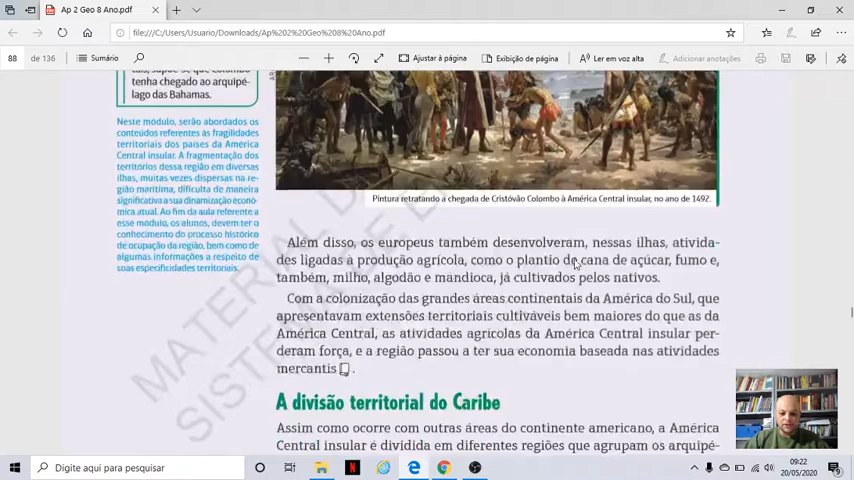 Ap 2 Geo 8 Ano.pdf
file:///C:/Users/Usuario/Downloads/Ap%202%20Geo%208%20Ano.pdf
88 de 136
Sumário
Ajustar à página
Exibição de página
Ler em voz alta
Adicionar anotações
tais, supõe-se que Colombo
tenha chegado ao arquipé-
lago das Bahamas.
Neste módulo, serão abordados os
conteúdos referentes às fragilidades
territoriais dos países da América
Central insular. A fragmentação dos
territórios dessa região em diversas
ilhas, muitas vezes dispersas na re-
gião marítima, dificulta de maneira
significativa a sua dinamização econô-
mica atual. Ao fim da aula referente a
esse módulo, os alunos, devem ter o
conhecimento do processo histórico
de ocupação da região, bem como de
algumas informações a respeito de
suas especificidades territoriais.
Pintura retratando a chegada de Cristóvão Colombo à América Central insular, no ano de 1492.
Além disso, os europeus também desenvolveram, nessas ilhas, ativida-
des ligadas à produção agrícola, como o plantio de cana de açúcar, fumo e,
também, milho, algodão e mandioca, já cultivados pelos nativos.
Com a colonização das grandes áreas continentais da América do Sul, que
apresentavam extensões territoriais cultiváveis bem maiores do que as da
América Central, as atividades agrícolas da América Central insular per-
deram força, e a região passou a ter sua economia baseada nas atividades
mercantis .
A divisão territorial do Caribe
Assim como ocorre com outras áreas do continente americano, a América
Central insular é dividida em diferentes regiões que agrupam os arquipé-
Digite aqui para pesquisar
09:22
20/05/2020